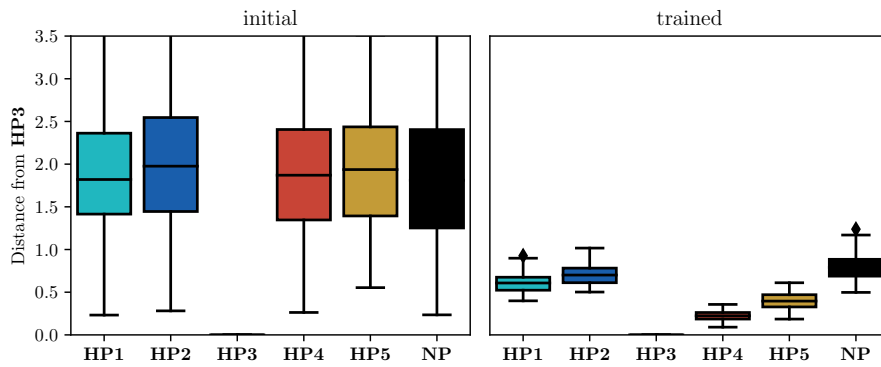 initial
trained
Distance from HP3
3.5
3.0
2.5
2.0
1.5
1.0
0.5
0.0
HP1 HP2 HP3 HP4 HP5 NP
HP1 HP2 HP3 HP4 HP5 NP